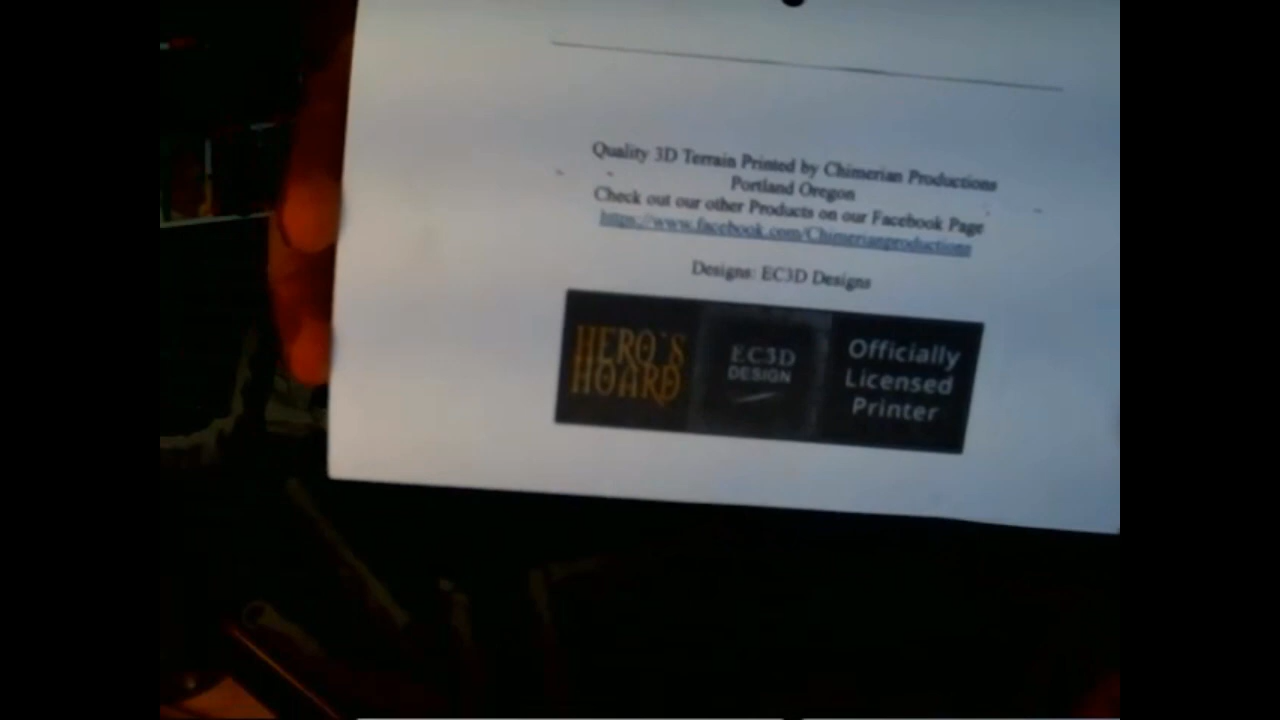 Quality 3D Terrain Printed by Chimerian Productions
Portland Oregon
Check out our other Products on our Facebook Page
https://www.facebook.com/Chimerianproductions
Designs: EC3D Designs
HERO'S
HOARD
EC3D
DESIGN
Officially
Licensed
Printer